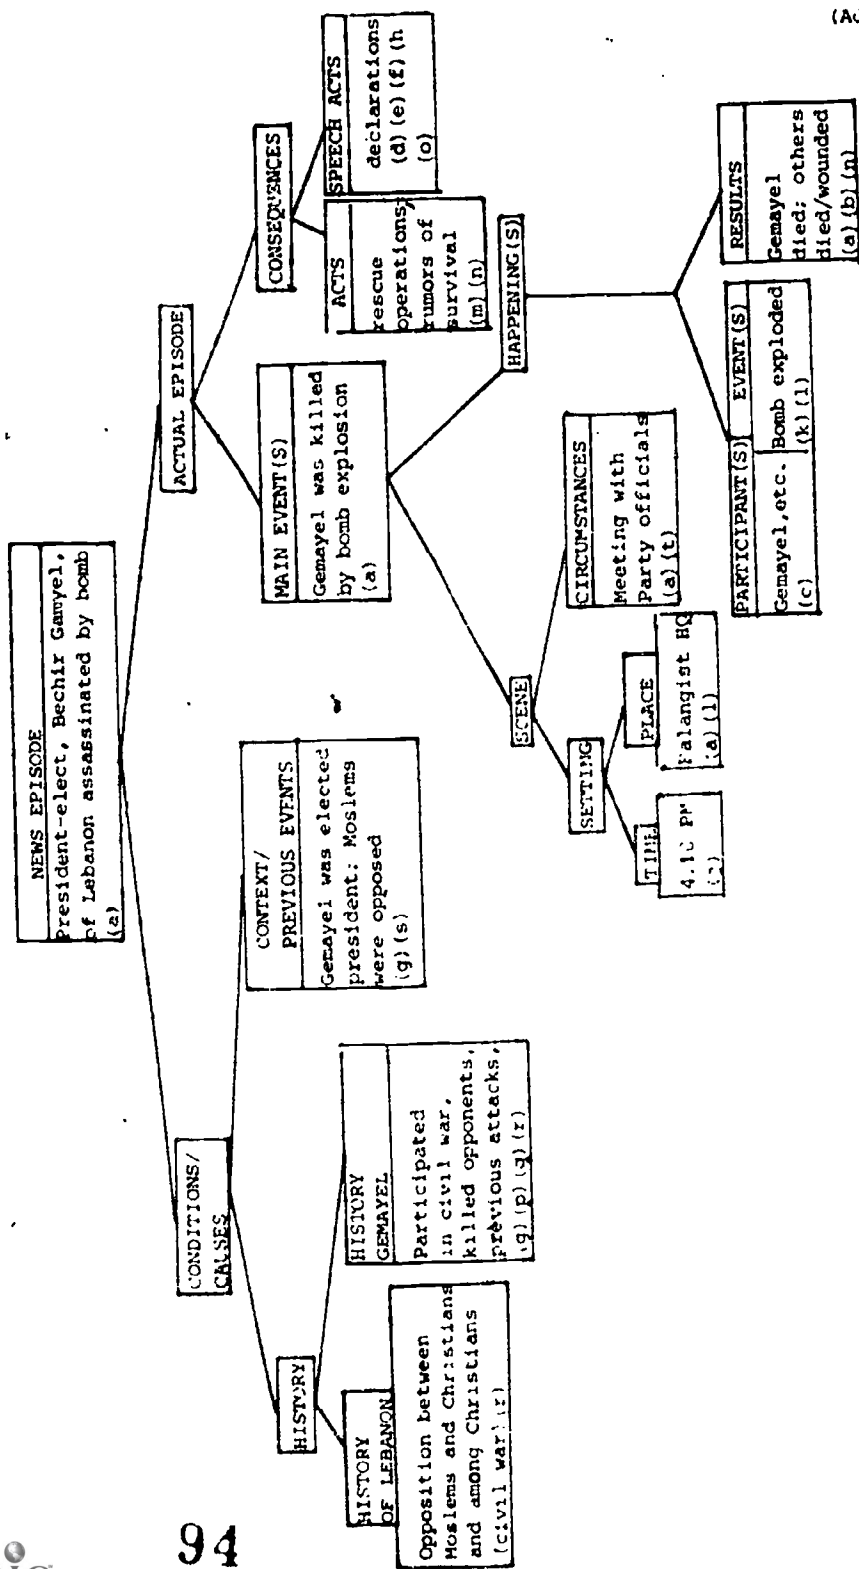 (Ad
NEWS EPISODE
President-elect, Bechir Gamyel,
of Lebanon assassinated by bomb
(a)
CONDITIONS/
CAUSES
ACTUAL EPISODE
HISTORY
CONTEXT/
PREVIOUS EVENTS
Gemayel was elected
president: Moslems
were opposed
(g)(s)
MAIN EVENT(S)
Gemayel was killed
by bomb explosion
(a)
CONSEQUENCES
HISTORY
OF LEBANON
Opposition between
Moslems and Christians
and among Christians
(civil war)(r)
HISTORY
GEMAYEL
Participated
in civil war,
killed opponents,
previous attacks,
(g)(p)(q)(r)
ACTS
rescue
operations;
rumors of
survival
(m)(n)
SPEECH ACTS
declarations
(d)(e)(f)(h
(o)
SCENE
HAPPENING(S)
SETTING
CIRCUMSTANCES
Meeting with
Party officials
(a)(t)
TIME
PM
PLACE
Falangist HQ
(a)(l)
PARTICIPANT(S)
Gemayel,etc.
(c)
EVENT(S)
Bomb exploded
(k)(l)
RESULTS
Gemayel
died; others
died/wounded
(a)(b)(n)
94